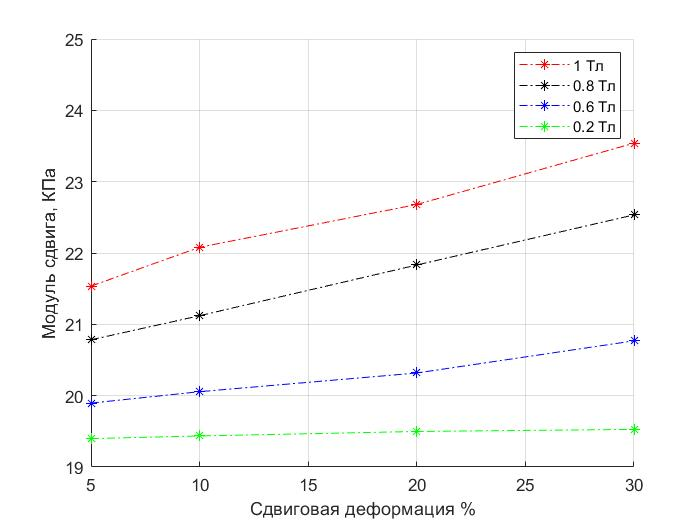 25
24
23
22
21
20
19
Модуль сдвига, КПа
1 Тл
0.8 Тл
0.6 Тл
0.2 Тл
5 10 15 20 25 30
Сдвиговая деформация %